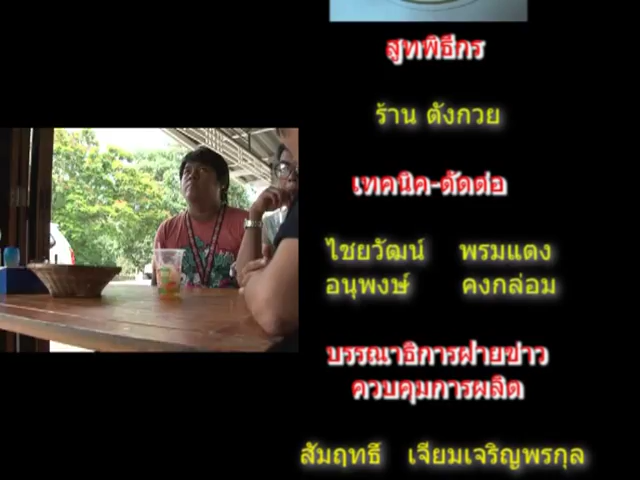 สูทพิธีกร
ร้าน ตังกวย
เทคนิค-ตัดต่อ
ไชยวัฒน์ พรมแดง
อนุพงษ์ คงกล่อม
บรรณาธิการฝ่ายข่าว
ควบคุมการผลิต
สัมฤทธิ์ เจียมเจริญพรกุล